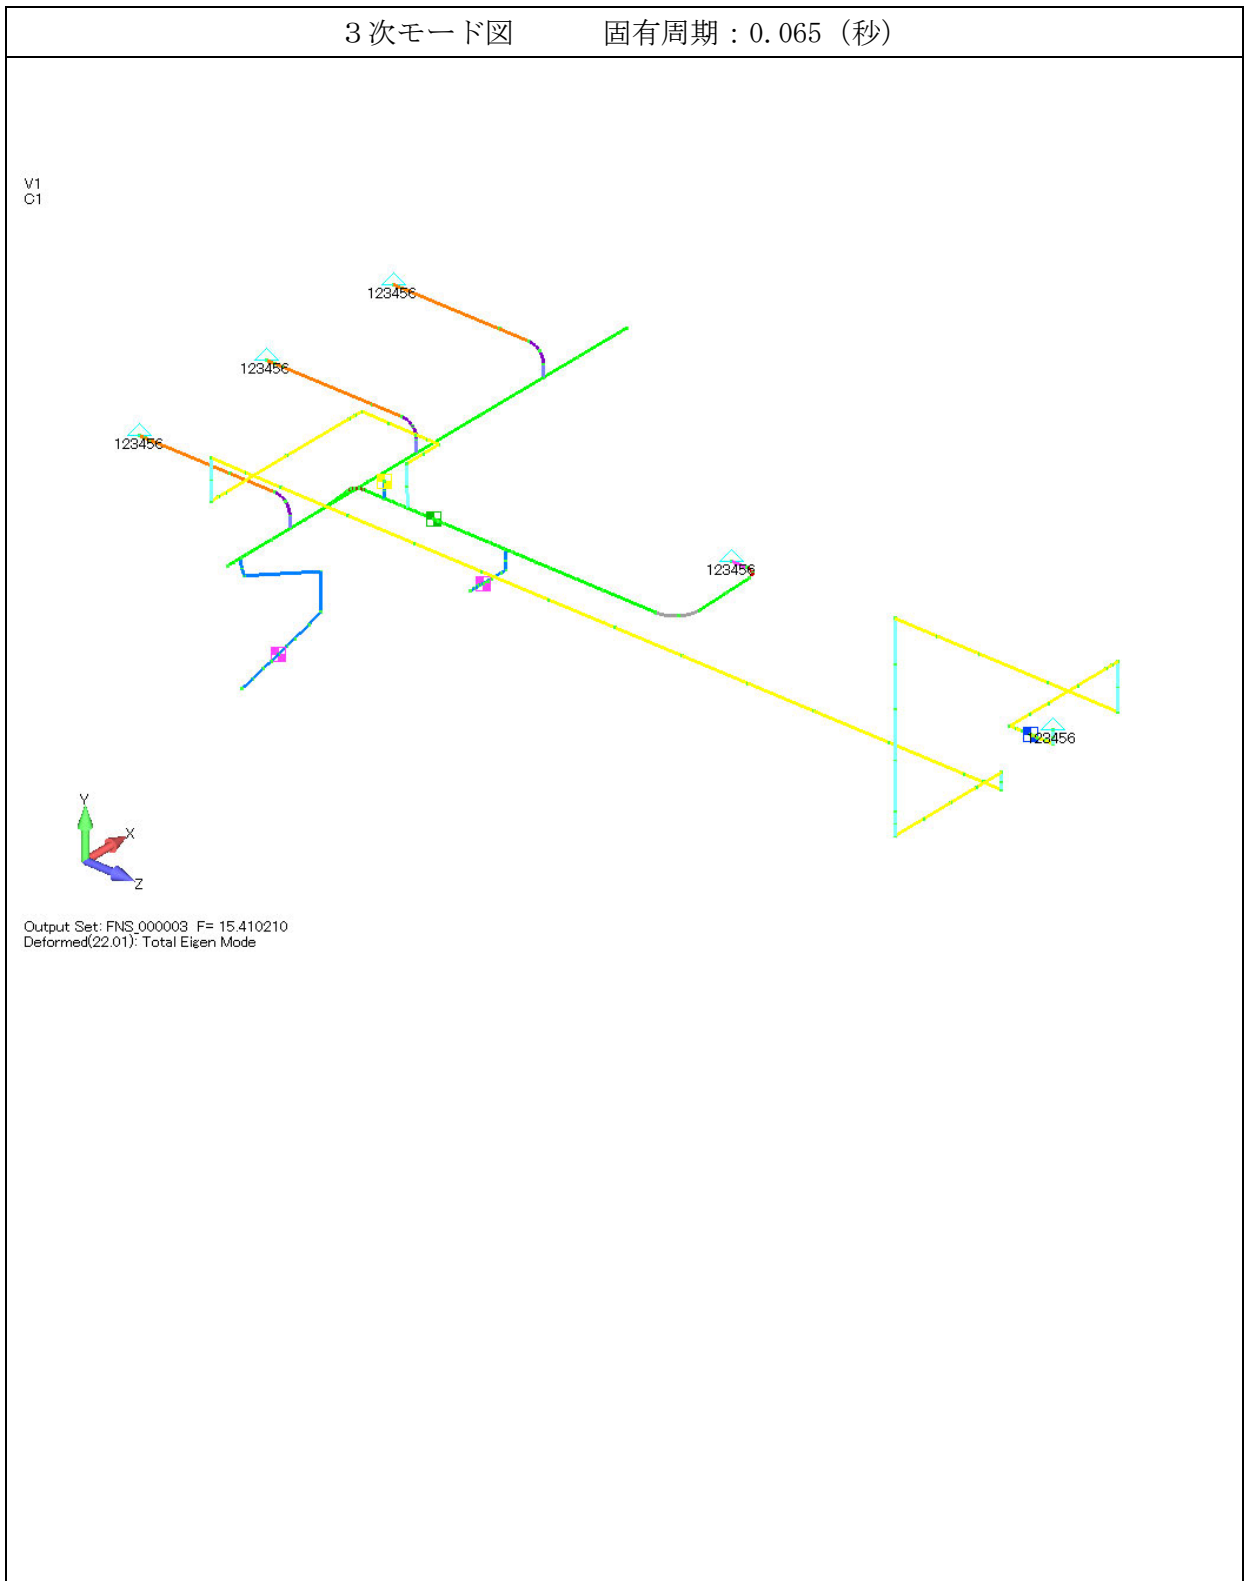 ３次モード図　　　固有周期：0.065（秒）
V1
C1
123456
123456
123456
123456
123456
Y
X
Z
Output Set: FNS_000003 F= 15.410210
Deformed(22.01): Total Eigen Mode